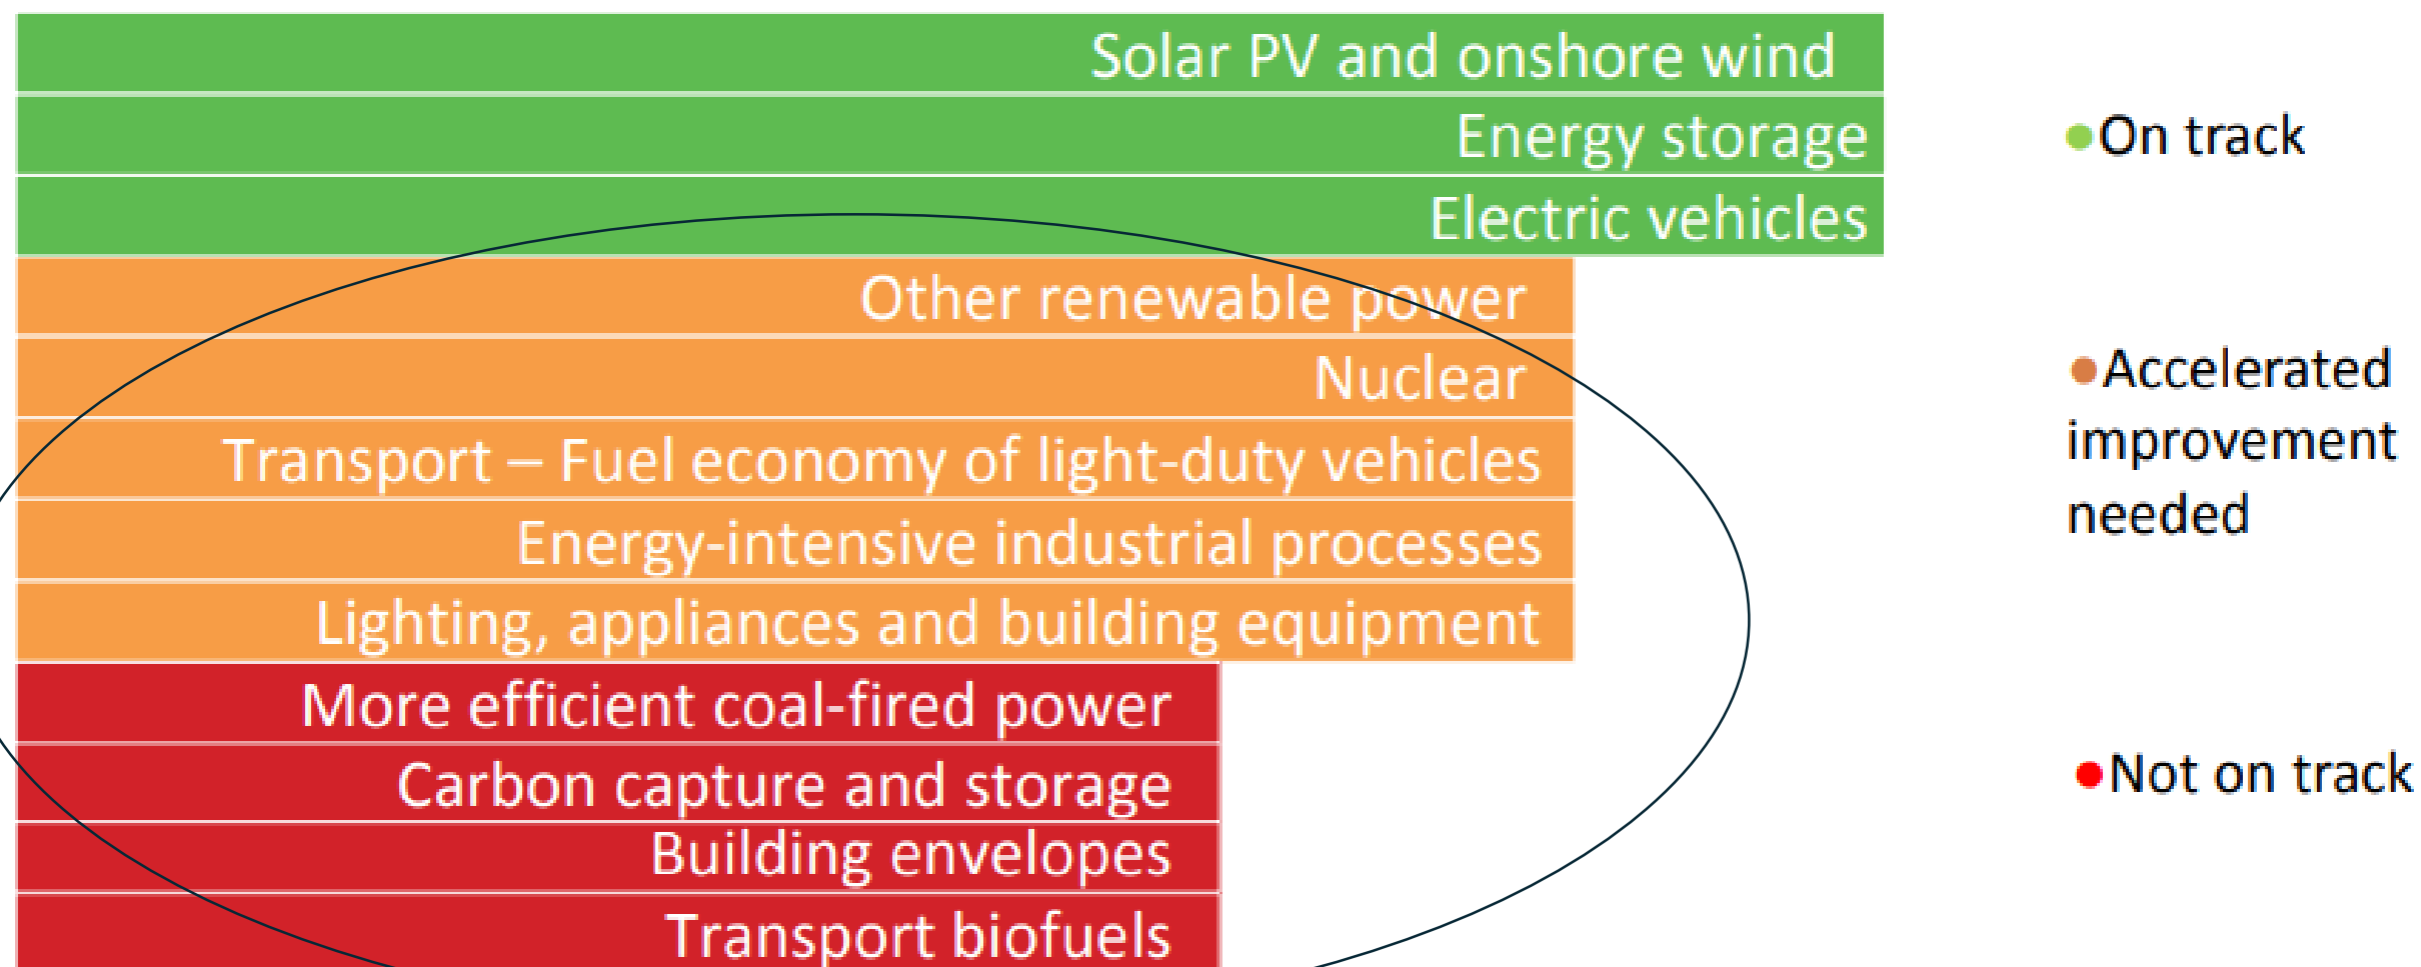 Solar PV and onshore wind
Energy storage
Electric vehicles
Other renewable power
Nuclear
Transport – Fuel economy of light-duty vehicles
Energy-intensive industrial processes
Lighting, appliances and building equipment
More efficient coal-fired power
Carbon capture and storage
Building envelopes
Transport biofuels
•On track
•Accelerated
improvement
needed
•Not on track